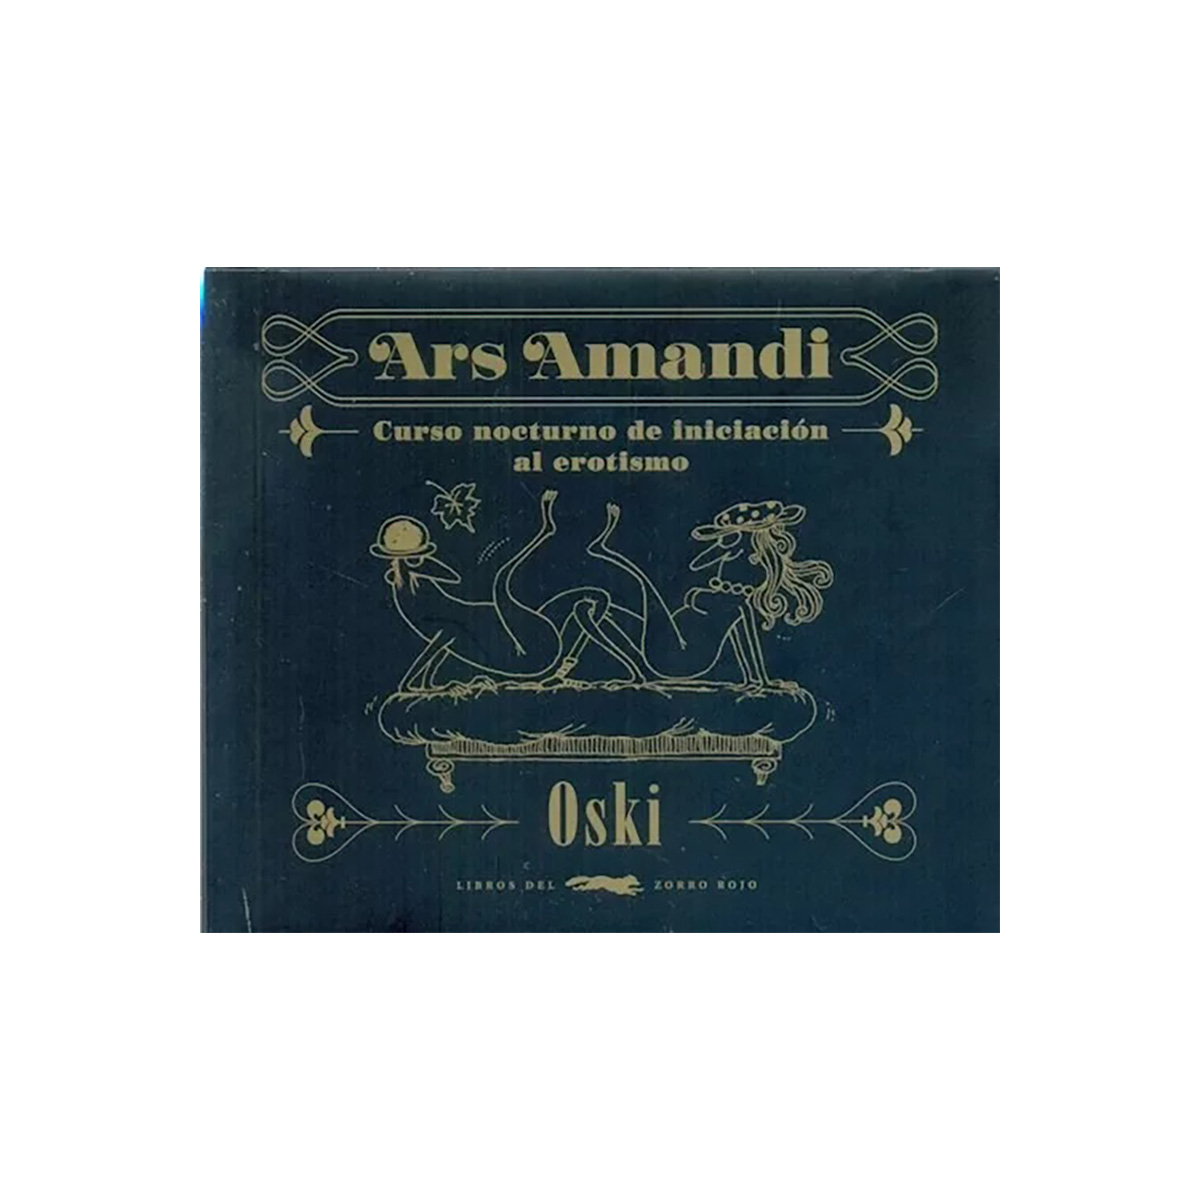 Ars Amandi
Curso nocturno de iniciación
al erotismo
Oski
LIBROS DEL ZORRO ROJO